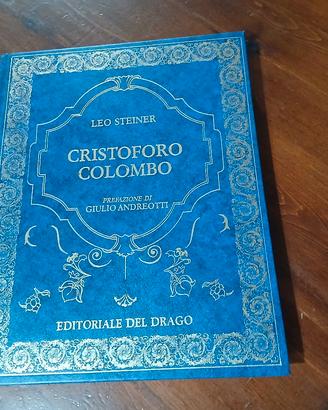 LEO STEINER
CRISTOFORO
COLOMBO
PREFAZIONE DI
GIULIO ANDREOTTI
EDITORIALE DEL DRAGO